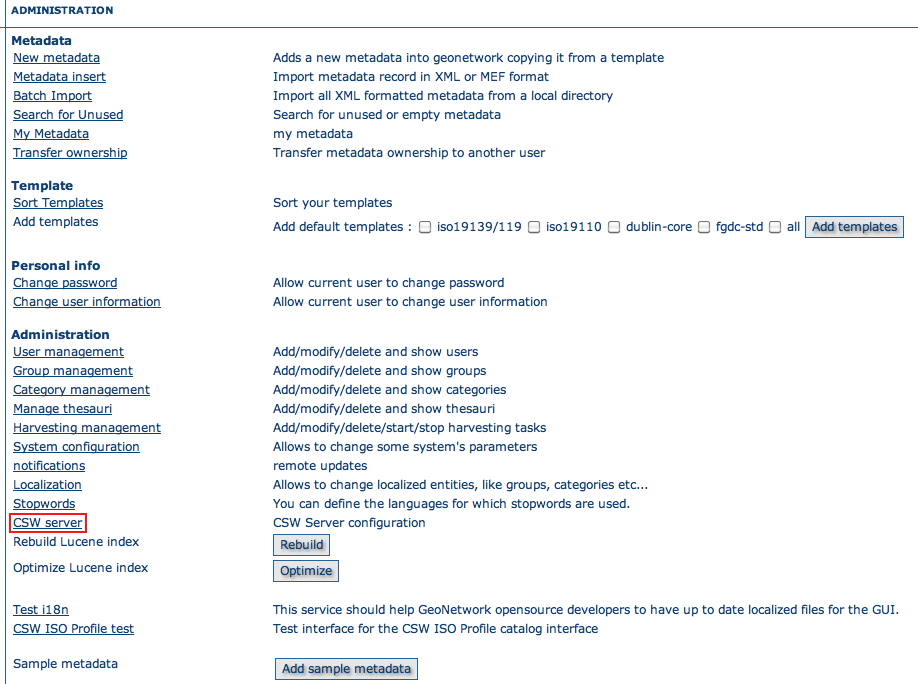 ADMINISTRATION
Metadata
New metadata Adds a new metadata into geonetwork copying it from a template
Metadata insert Import metadata record in XML or MEF format
Batch Import Import all XML formatted metadata from a local directory
Search for Unused Search for unused or empty metadata
My Metadata my metadata
Transfer ownership Transfer metadata ownership to another user
Template
Sort Templates Sort your templates
Add templates Add default templates : iso19139/119 iso19110 dublin-core fgdc-std all Add templates
Personal info
Change password Allow current user to change password
Change user information Allow current user to change user information
Administration
User management Add/modify/delete and show users
Group management Add/modify/delete and show groups
Category management Add/modify/delete and show categories
Manage thesauri Add/modify/delete and show thesauri
Harvesting management Add/modify/delete/start/stop harvesting tasks
System configuration Allows to change some system's parameters
notifications remote updates
Localization Allows to change localized entities, like groups, categories etc...
Stopwords You can define the languages for which stopwords are used.
CSW server CSW Server configuration
Rebuild Lucene index Rebuild
Optimize Lucene index Optimize
Test i18n This service should help GeoNetwork opensource developers to have up to date localized files for the GUI.
CSW ISO Profile test Test interface for the CSW ISO Profile catalog interface
Sample metadata Add sample metadata